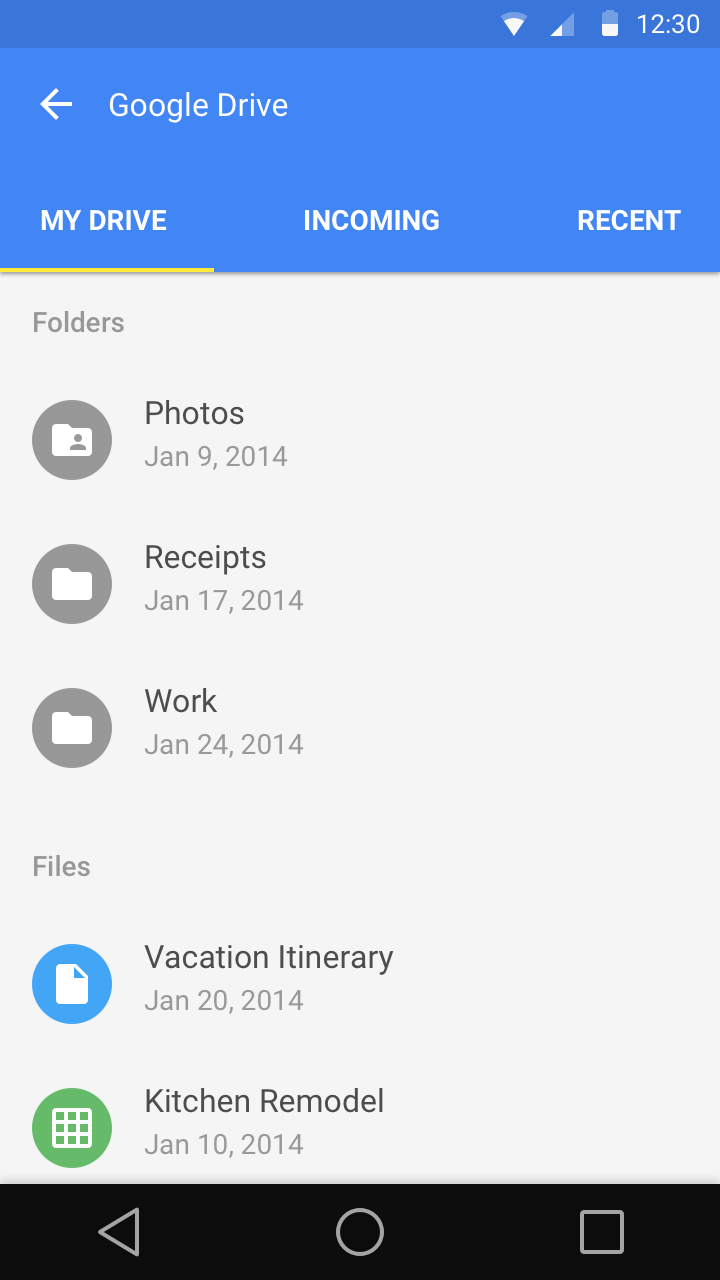 12:30
Google Drive
MY DRIVE
INCOMING
RECENT
Folders
Photos
Jan 9, 2014
Receipts
Jan 17, 2014
Work
Jan 24, 2014
Files
Vacation Itinerary
Jan 20, 2014
Kitchen Remodel
Jan 10, 2014